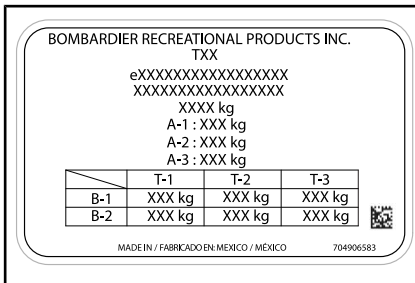 BOMBARDIER RECREATIONAL PRODUCTS INC.
TXX
eXXXXXXXXXXXXXXXXX
XXXXXXXXXXXXXXXXX
XXXX kg
A-1 : XXX kg
A-2 : XXX kg
A-3 : XXX kg
T-1 T-2 T-3
B-1 XXX kg XXX kg XXX kg
B-2 XXX kg XXX kg XXX kg
MADE IN / FABRICADO EN: MEXICO / MÉXICO 704906583